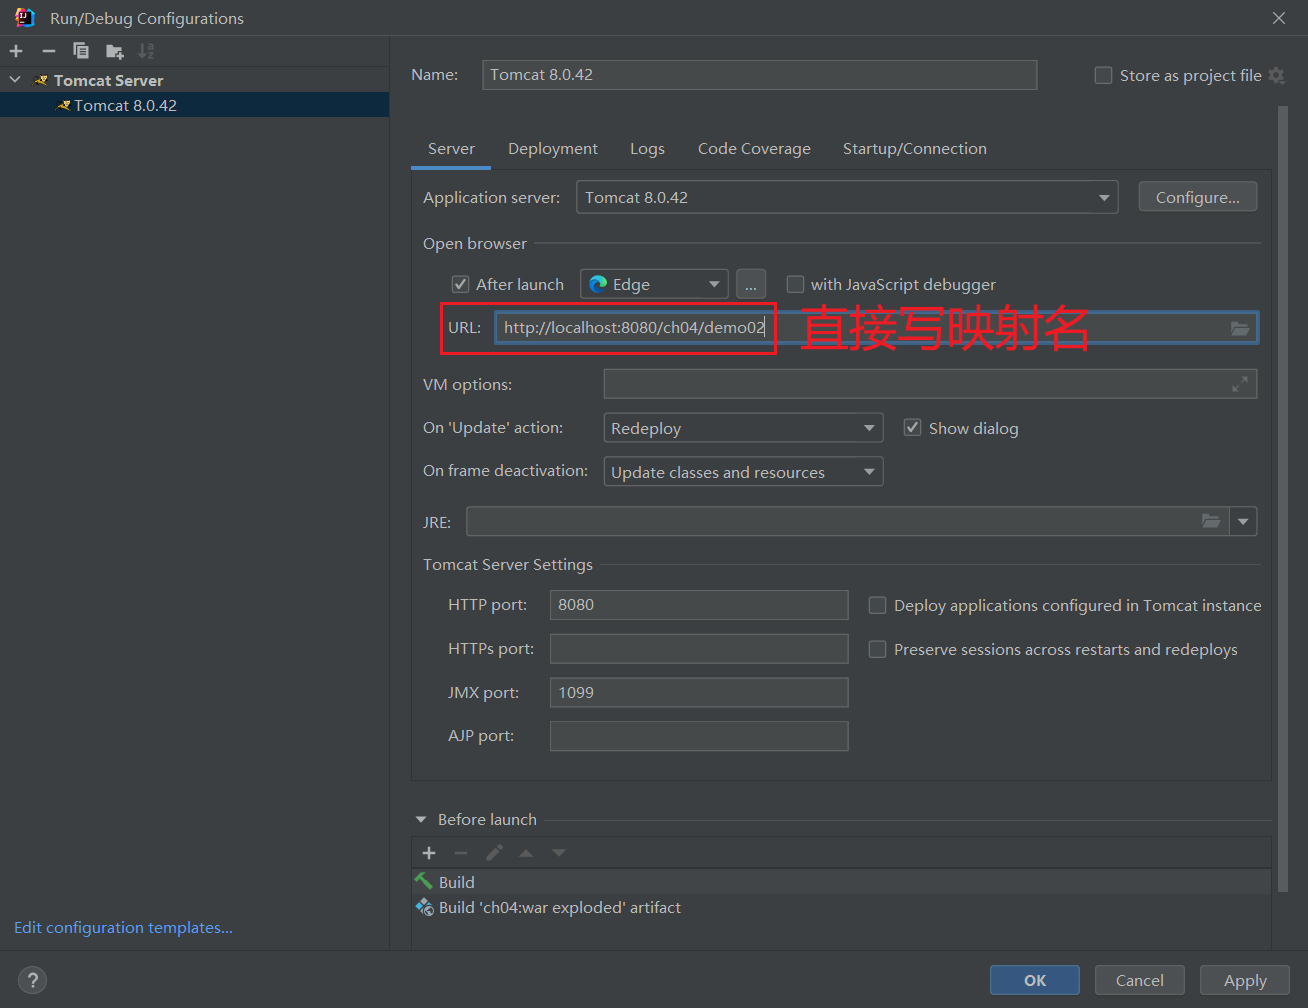 Run/Debug Configurations
Tomcat Server
Tomcat 8.0.42
Name:
Tomcat 8.0.42
Store as project file
Server
Deployment
Logs
Code Coverage
Startup/Connection
Application server:
Tomcat 8.0.42
Configure...
Open browser
After launch
Edge
...
with JavaScript debugger
URL:
http://localhost:8080/ch04/demo02
直接写映射名
VM options:
On 'Update' action:
Redeploy
Show dialog
On frame deactivation:
Update classes and resources
JRE:
Tomcat Server Settings
HTTP port:
8080
Deploy applications configured in Tomcat instance
HTTPs port:
Preserve sessions across restarts and redeploys
JMX port:
1099
AJP port:
Before launch
Build
Build 'ch04:war exploded' artifact
Edit configuration templates...
?
OK
Cancel
Apply